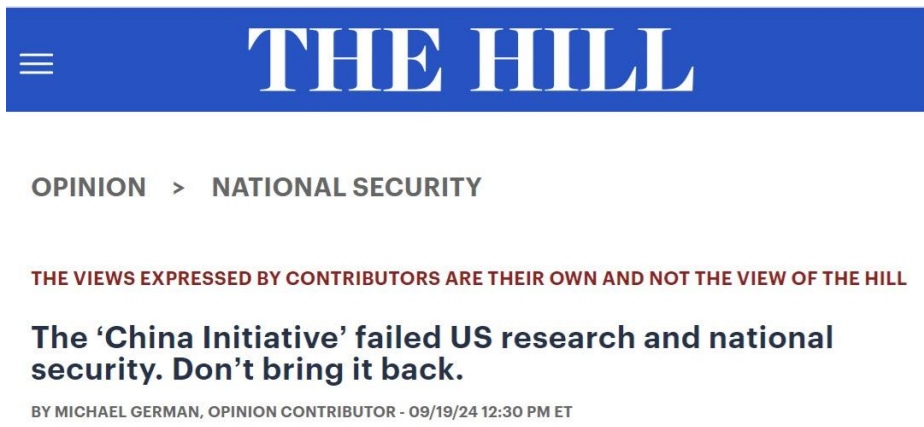 THE HILL
OPINION > NATIONAL SECURITY
THE VIEWS EXPRESSED BY CONTRIBUTORS ARE THEIR OWN AND NOT THE VIEW OF THE HILL
The ‘China Initiative’ failed US research and national
security. Don’t bring it back.
BY MICHAEL GERMAN, OPINION CONTRIBUTOR - 09/19/24 12:30 PM ET